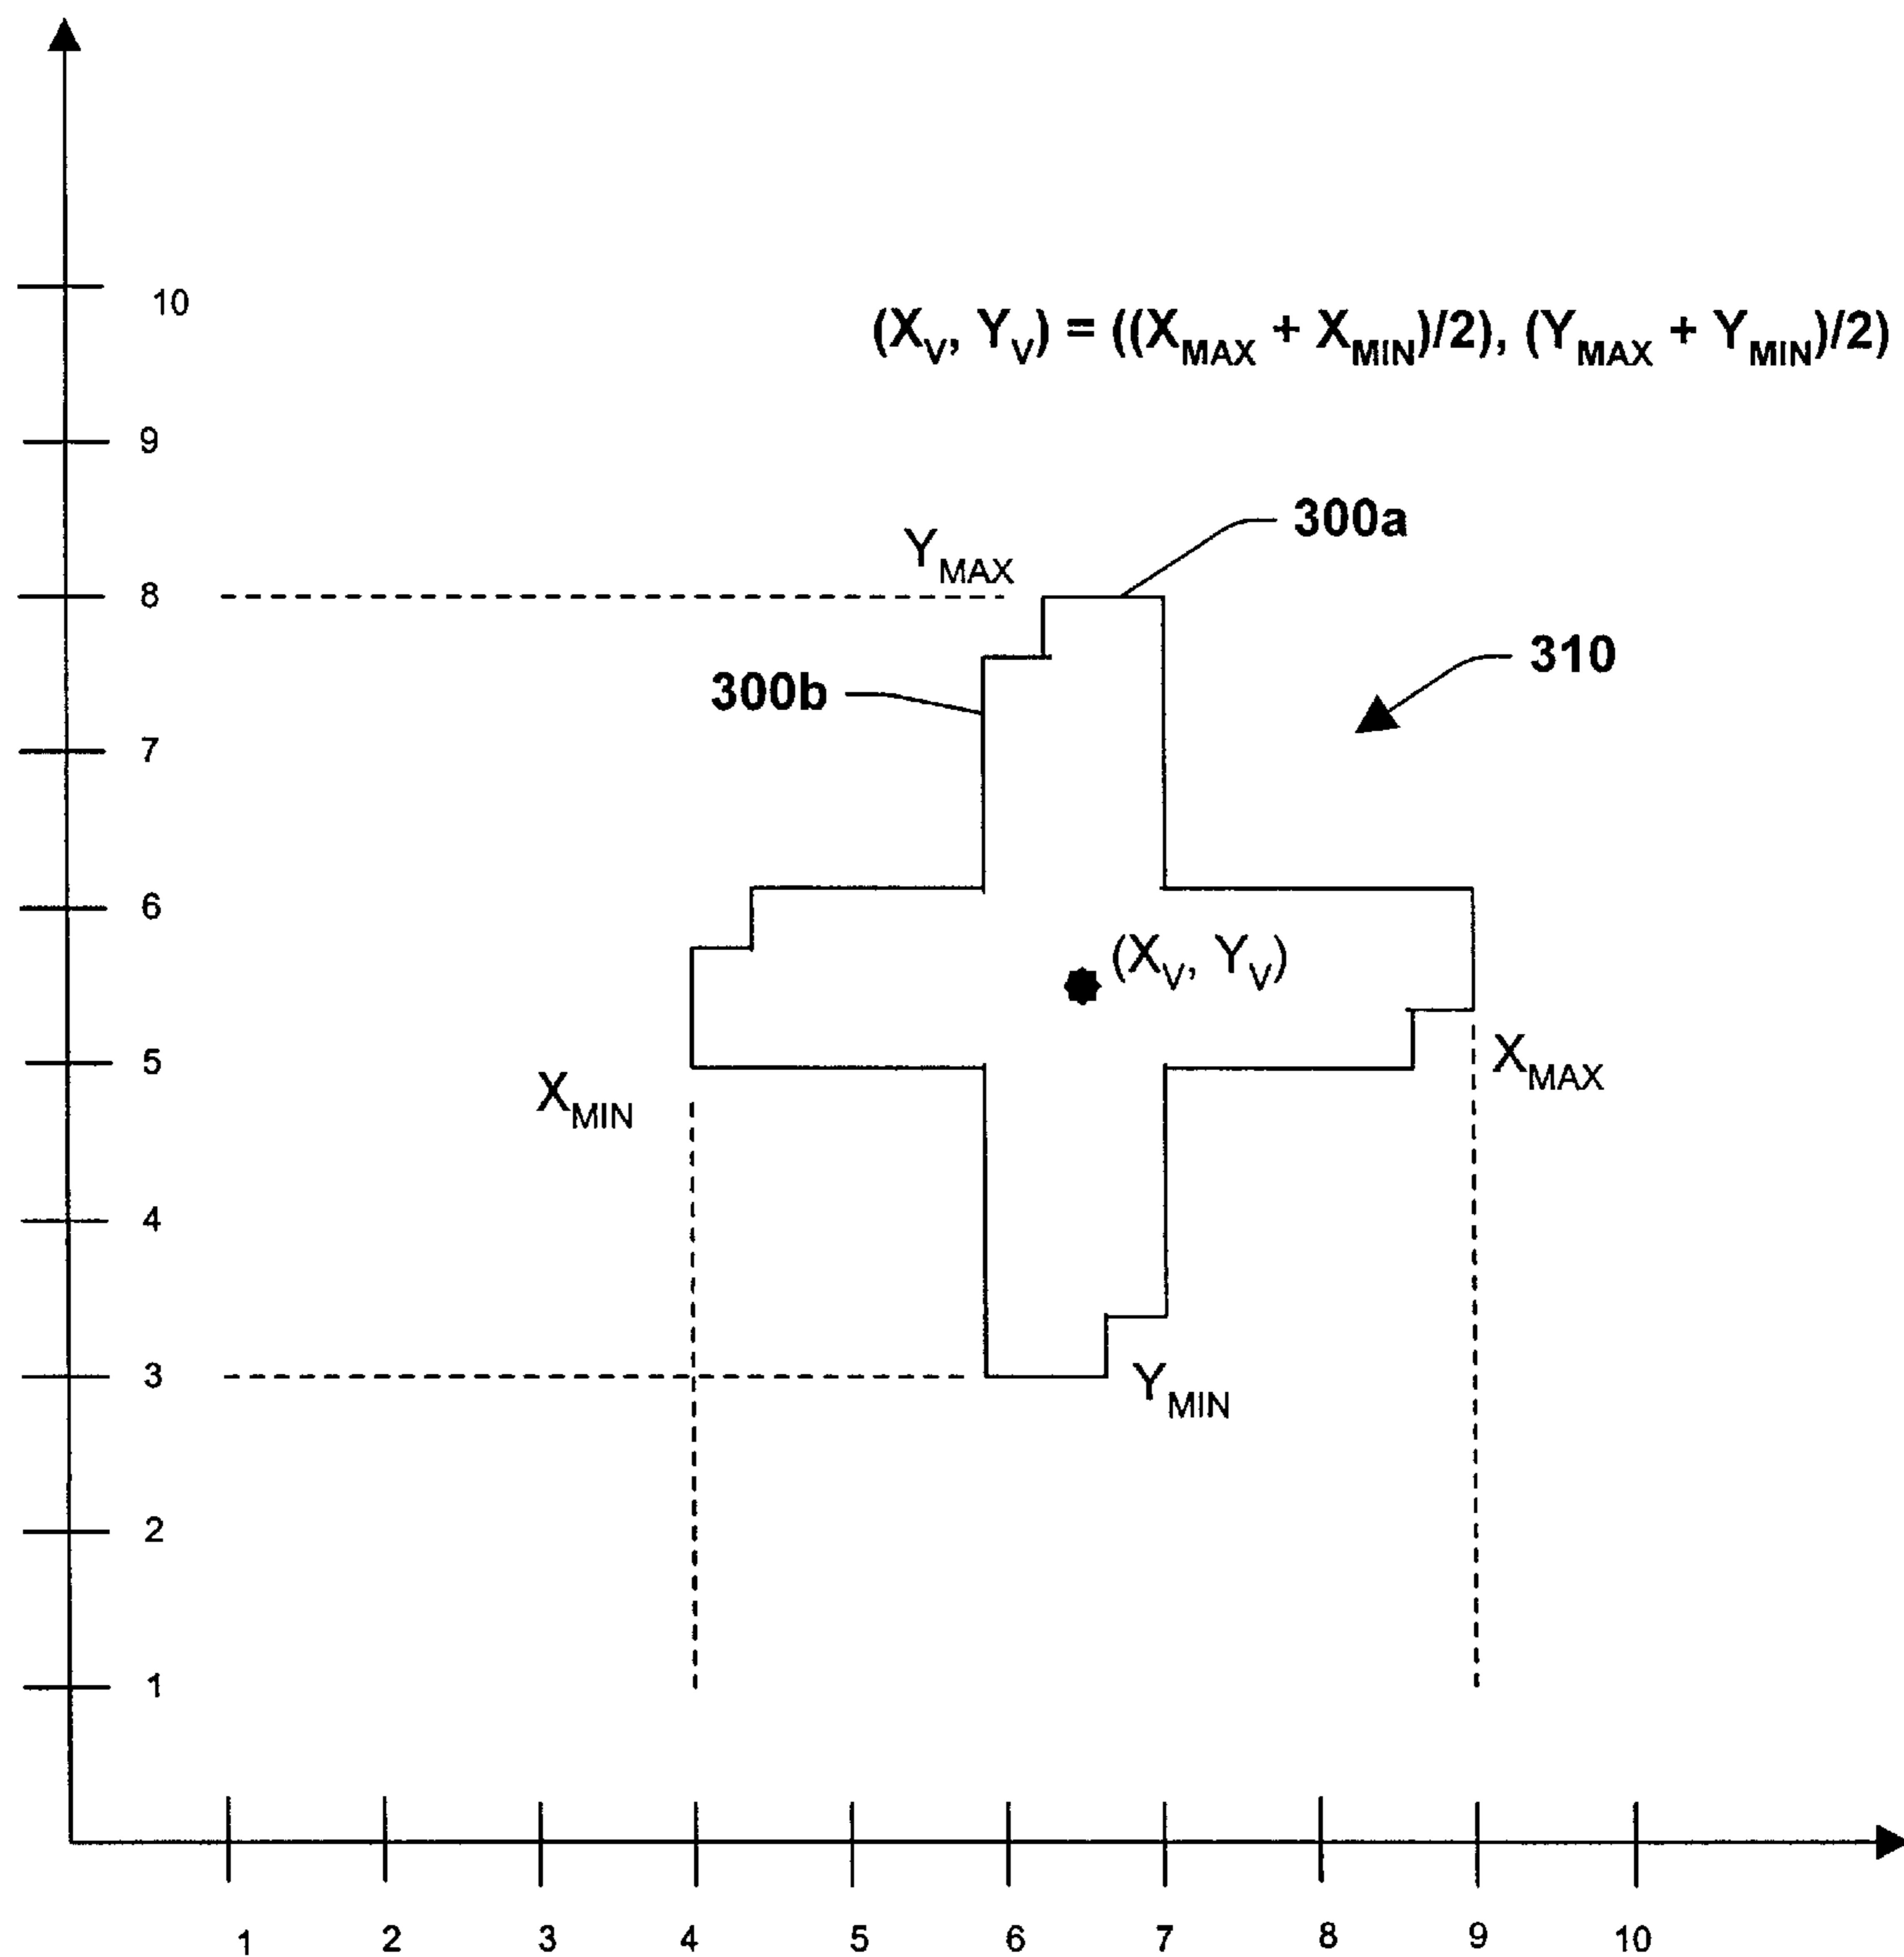 10
(X_V, Y_V) = ((X_MAX + X_MIN)/2), (Y_MAX + Y_MIN)/2)
9
300a
Y_MAX
8
310
300b
7
6
(X_V, Y_V)
5
X_MAX
X_MIN
4
3
Y_MIN
2
1
1 2 3 4 5 6 7 8 9 10